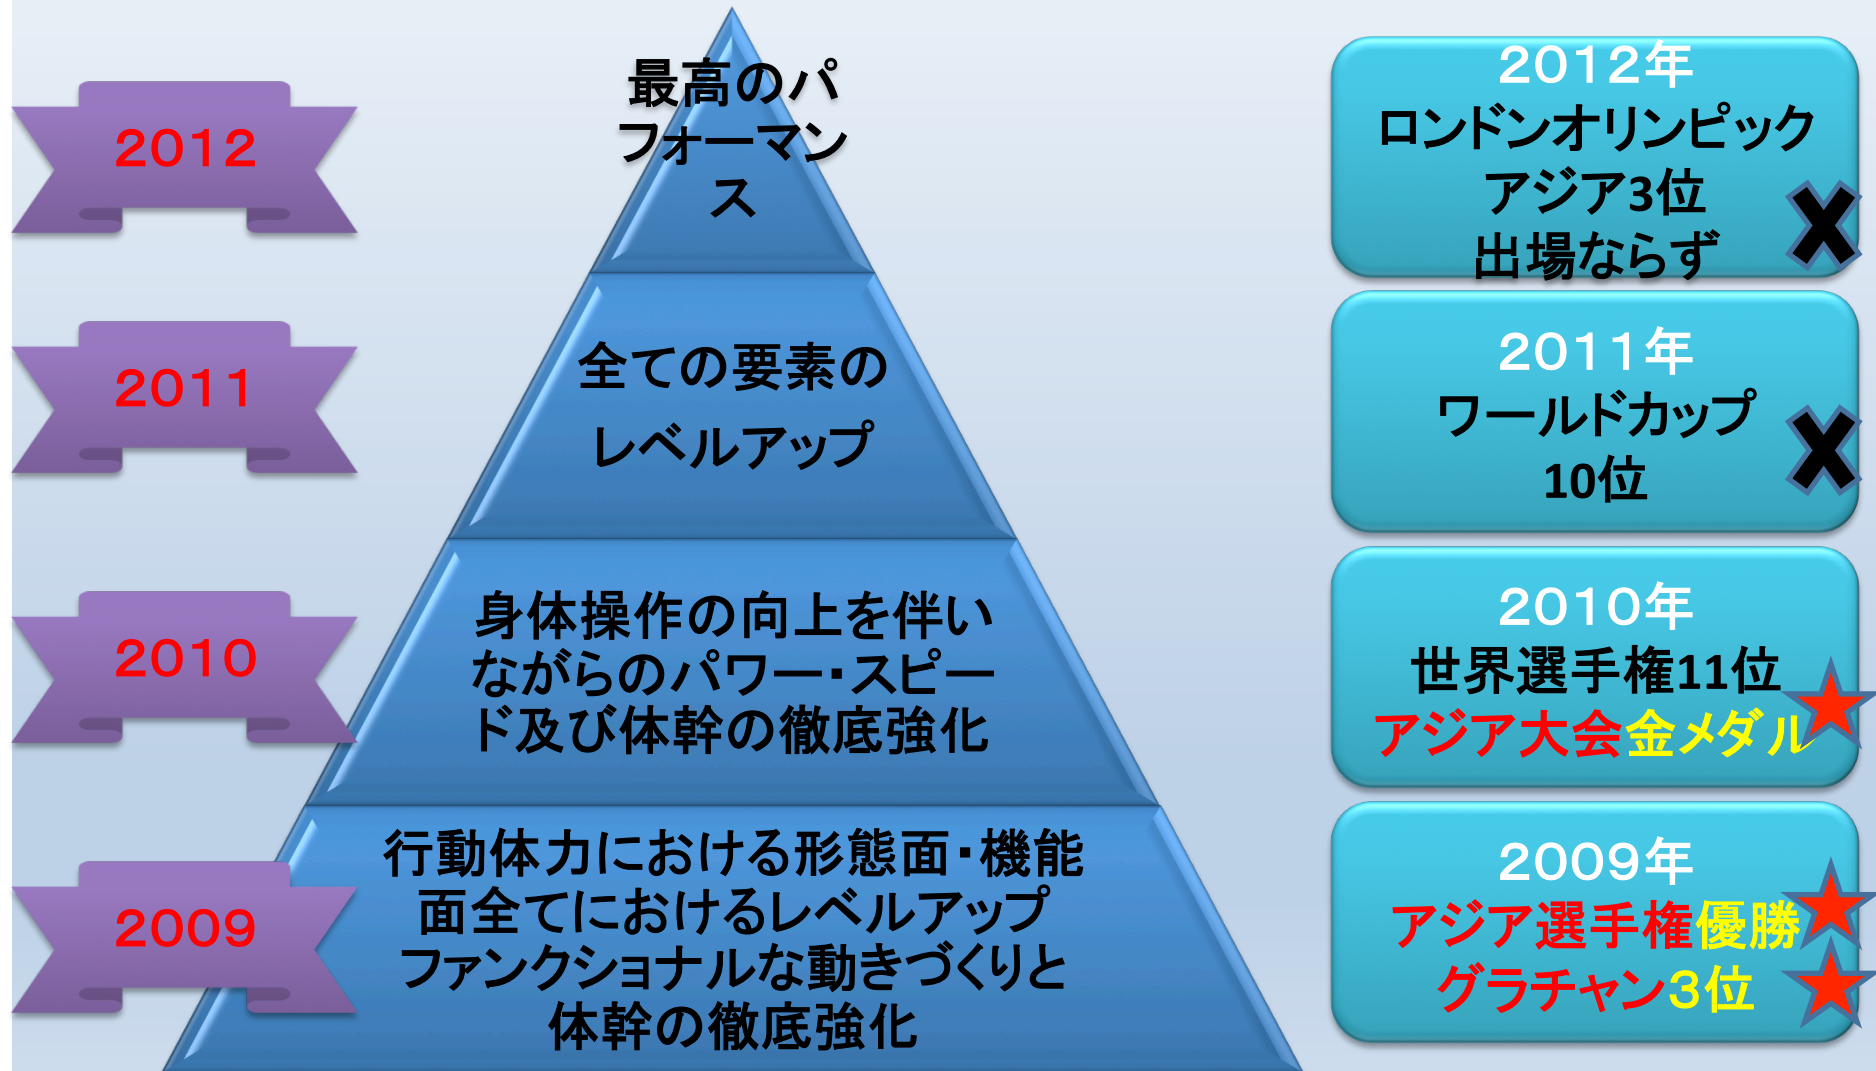 2012
最高のパ
フォーマン
ス
2012年
ロンドンオリンピック
アジア3位
出場ならず
2011
全ての要素の
レベルアップ
2011年
ワールドカップ
10位
2010
身体操作の向上を伴い
ながらのパワー・スピー
ド及び体幹の徹底強化
2010年
世界選手権11位
アジア大会金メダル
2009
行動体力における形態面・機能
面全てにおけるレベルアップ
ファンクショナルな動きづくりと
体幹の徹底強化
2009年
アジア選手権優勝
グラチャン3位